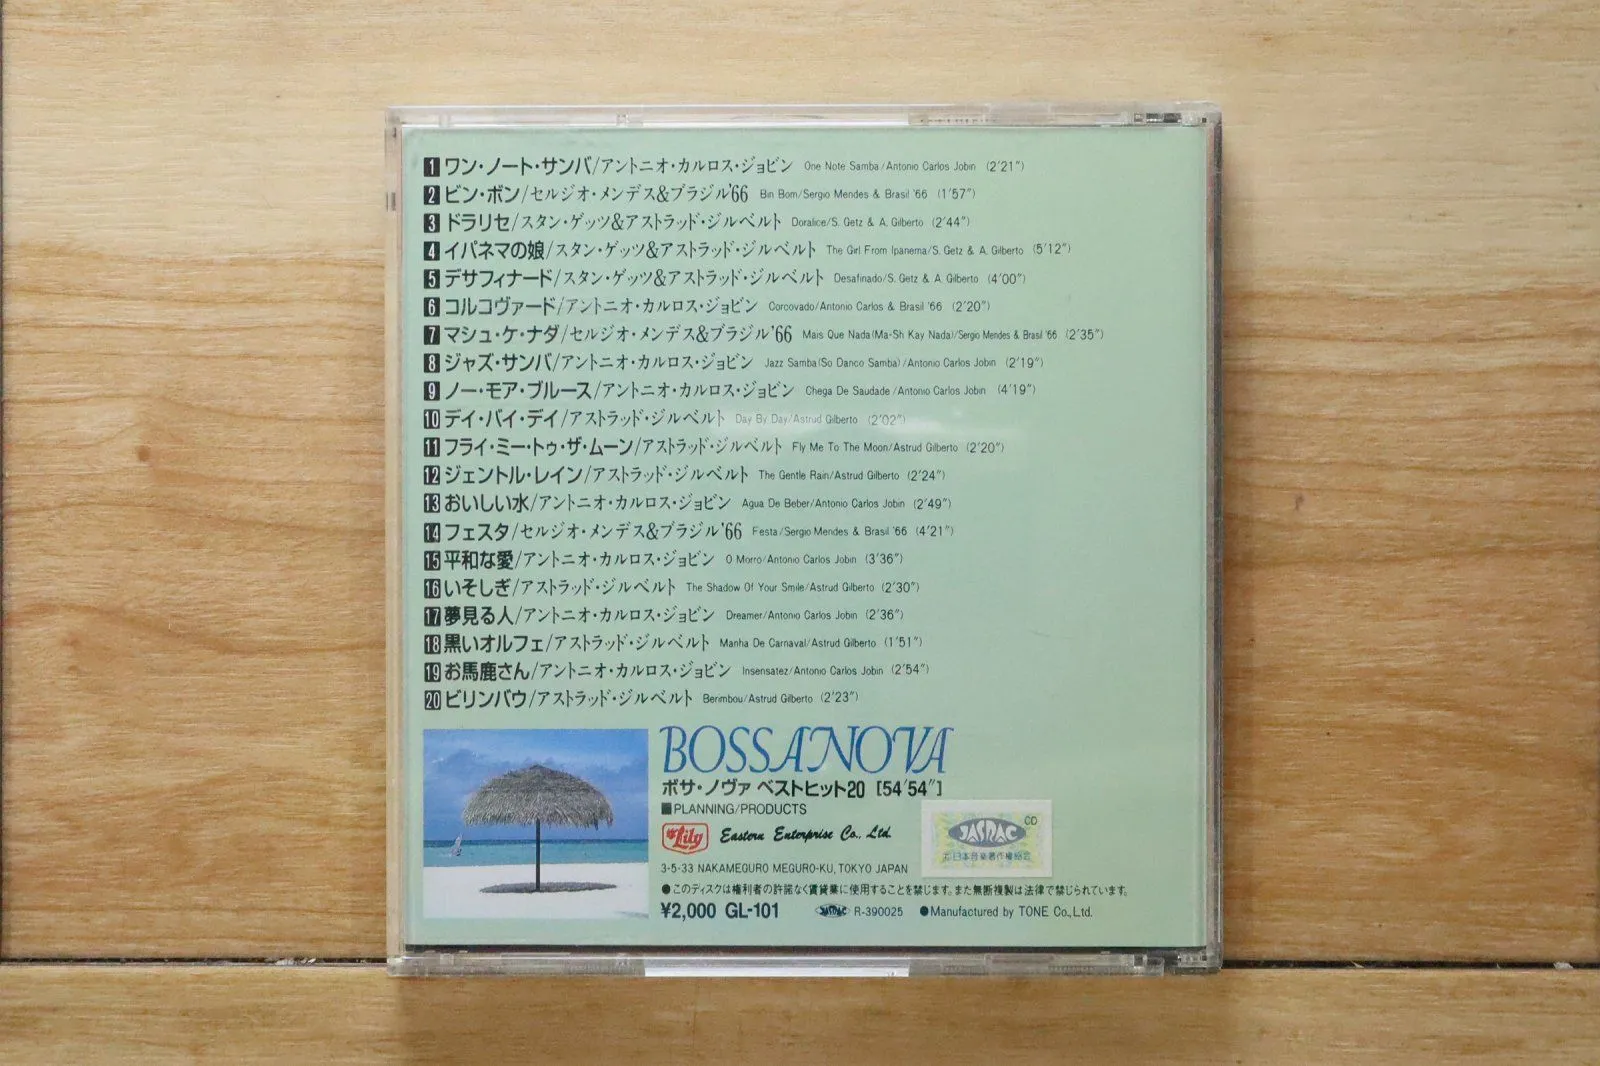 1 ワン・ノート・サンバ/アントニオ・カルロス・ジョビン One Note Samba/Antonio Carlos Jobin (2'21")
2 ビン・ボン/セルジオ・メンデス&ブラジル'66 Bin Bom/Sergio Mendes & Brasil '66 (1'57")
3 ドラリセ/スタン・ゲッツ&アストラッド・ジルベルト Doralice/S. Getz & A. Gilberto (2'44")
4 イパネマの娘/スタン・ゲッツ&アストラッド・ジルベルト The Girl From Ipanema/S. Getz & A. Gilberto (5'12")
5 デサフィナード/スタン・ゲッツ&アストラッド・ジルベルト Desafinado/S. Getz & A. Gilberto (4'00")
6 コルコヴァード/アントニオ・カルロス・ジョビン Corcovado/Antonio Carlos & Brasil '66 (2'20")
7 マシュ・ケ・ナダ/セルジオ・メンデス&ブラジル'66 Mais Que Nada(Ma-Sh Kay Nada)/Sergio Mendes & Brasil '66 (2'35")
8 ジャズ・サンバ/アントニオ・カルロス・ジョビン Jazz Samba(So Danco Samba)/Antonio Carlos Jobin (2'19")
9 ノー・モア・ブルース/アントニオ・カルロス・ジョビン Chega De Saudade/Antonio Carlos Jobin (4'19")
10 デイ・バイ・デイ/アストラッド・ジルベルト Day By Day/Astrud Gilberto (2'02")
11 フライ・ミー・トゥ・ザ・ムーン/アストラッド・ジルベルト Fly Me To The Moon/Astrud Gilberto (2'20")
12 ジェントル・レイン/アストラッド・ジルベルト The Gentle Rain/Astrud Gilberto (2'24")
13 おいしい水/アントニオ・カルロス・ジョビン Agua De Beber/Antonio Carlos Jobin (2'49")
14 フェスタ/セルジオ・メンデス&ブラジル'66 Festa/Sergio Mendes & Brasil '66 (4'21")
15 平和な愛/アントニオ・カルロス・ジョビン O Morro/Antonio Carlos Jobin (3'36")
16 いそしぎ/アストラッド・ジルベルト The Shadow Of Your Smile/Astrud Gilberto (2'30")
17 夢見る人/アントニオ・カルロス・ジョビン Dreamer/Antonio Carlos Jobin (2'36")
18 黒いオルフェ/アストラッド・ジルベルト Manha De Carnaval/Astrud Gilberto (1'51")
19 お馬鹿さん/アントニオ・カルロス・ジョビン Insensatez/Antonio Carlos Jobin (2'54")
20 ビリンバウ/アストラッド・ジルベルト Berimbou/Astrud Gilberto (2'23")
BOSSA NOVA
ボサ・ノヴァ ベストヒット20 [54'54"]
■PLANNING/PRODUCTS
Lily Eastern Enterprise Co., Ltd.
JASRAC CD
日本音楽著作権協会
3-5-33 NAKAMEGURO MEGURO-KU, TOKYO JAPAN
●このディスクは権利者の許諾なく賃貸業に使用することを禁じます。また無断複製は法律で禁じられています。
¥2,000 GL-101 JASRAC R-390025 ●Manufactured by TONE Co.,Ltd.